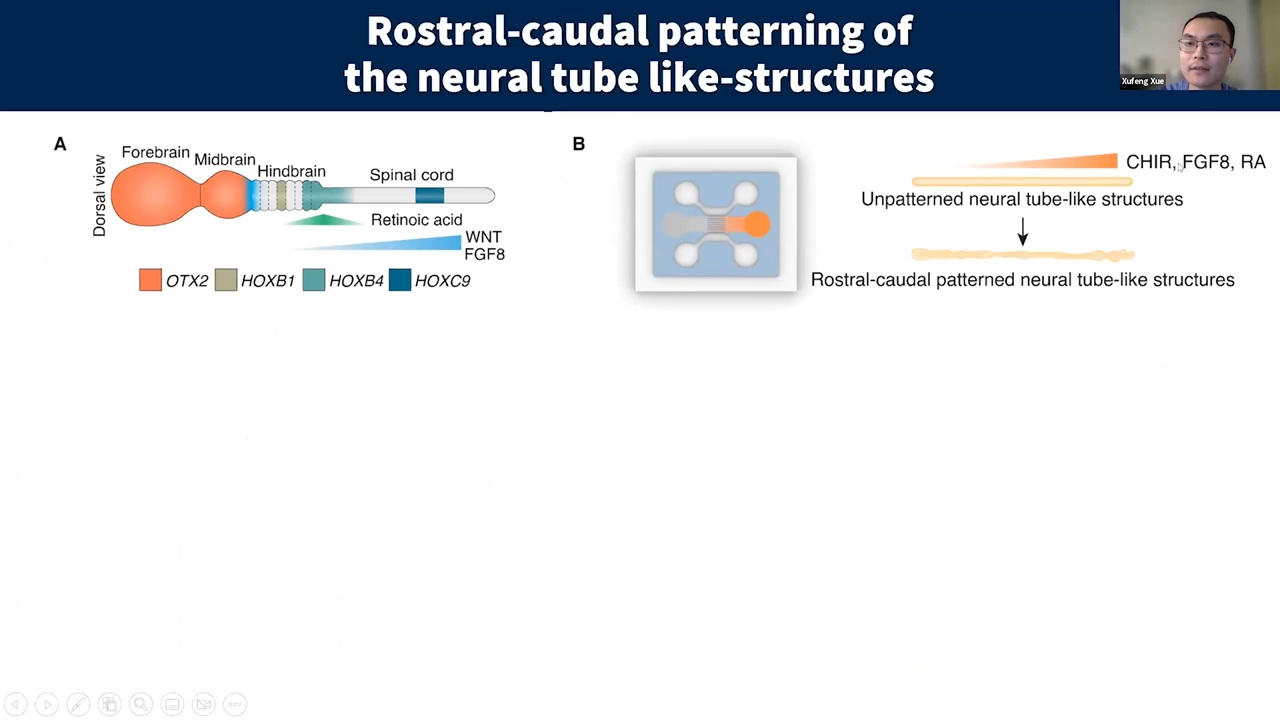 Rostral-caudal patterning of
the neural tube like-structures
Xufeng Xue
A
Dorsal view
Forebrain
Midbrain
Hindbrain
Spinal cord
Retinoic acid
WNT
FGF8
OTX2
HOXB1
HOXB4
HOXC9
B
CHIR, FGF8, RA
Unpatterned neural tube-like structures
Rostral-caudal patterned neural tube-like structures